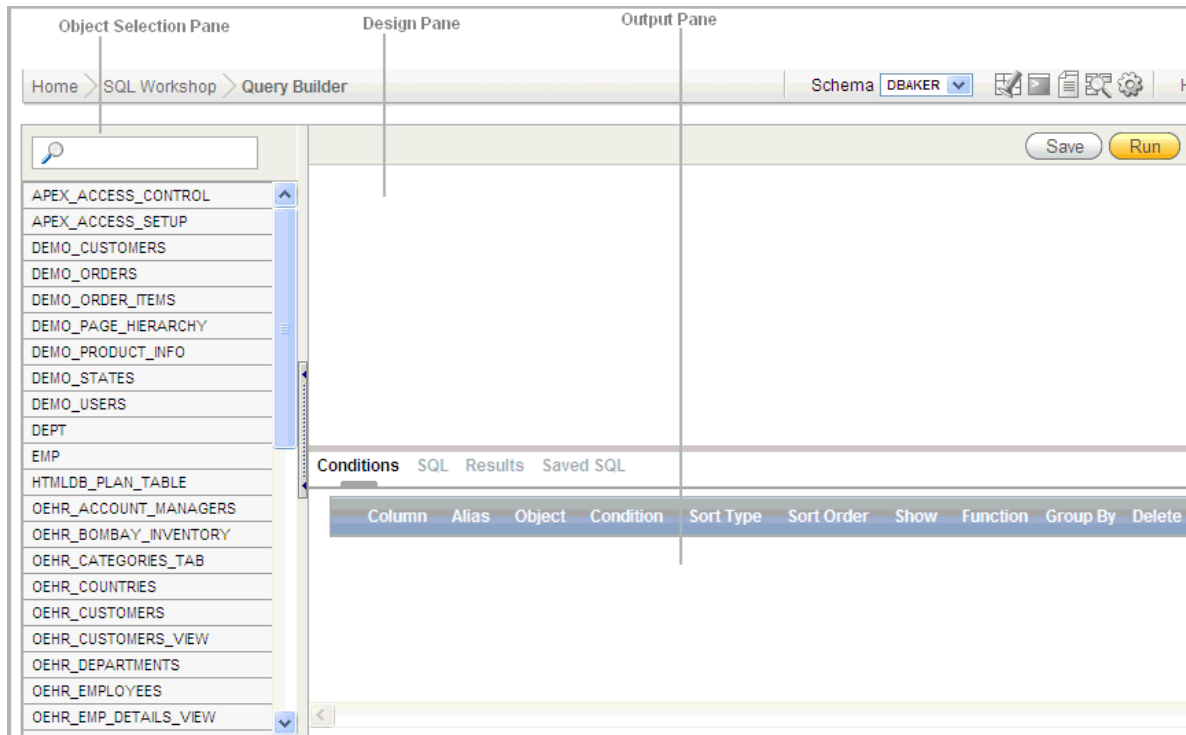 Object Selection Pane Design Pane Output Pane
Home SQL Workshop Query Builder Schema DBAKER H
Save Run
APEX_ACCESS_CONTROL
APEX_ACCESS_SETUP
DEMO_CUSTOMERS
DEMO_ORDERS
DEMO_ORDER_ITEMS
DEMO_PAGE_HIERARCHY
DEMO_PRODUCT_INFO
DEMO_STATES
DEMO_USERS
DEPT
EMP
HTMLDB_PLAN_TABLE
OEHR_ACCOUNT_MANAGERS
OEHR_BOMBAY_INVENTORY
OEHR_CATEGORIES_TAB
OEHR_COUNTRIES
OEHR_CUSTOMERS
OEHR_CUSTOMERS_VIEW
OEHR_DEPARTMENTS
OEHR_EMPLOYEES
OEHR_EMP_DETAILS_VIEW
Conditions SQL Results Saved SQL
Column Alias Object Condition Sort Type Sort Order Show Function Group By Delete